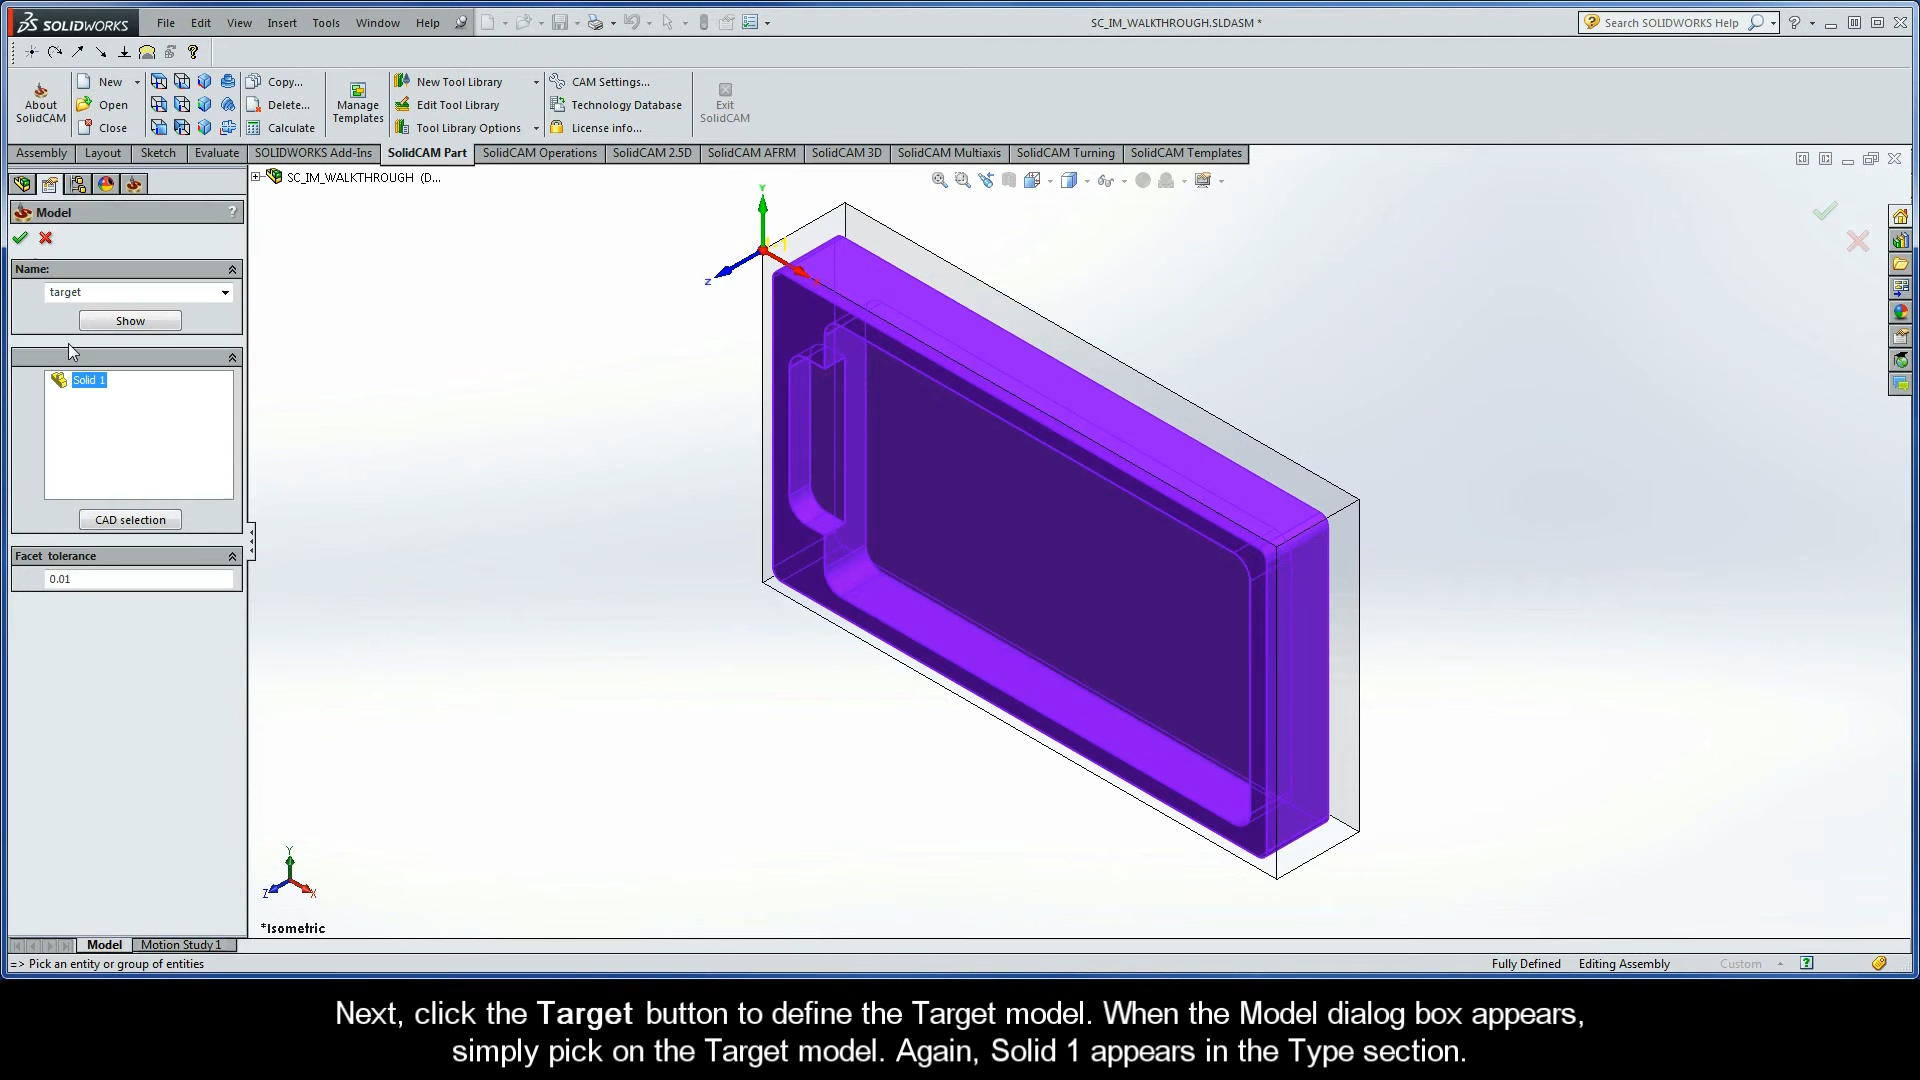 SOLIDWORKS File Edit View Insert Tools Window Help SC_IM_WALKTHROUGH.SLDASM * Search SOLIDWORKS Help
About SolidCAM
New
Open
Close
Copy...
Delete...
Calculate
Manage Templates
New Tool Library
Edit Tool Library
Tool Library Options
CAM Settings...
Technology Database
License info...
Exit SolidCAM
Assembly Layout Sketch Evaluate SOLIDWORKS Add-Ins SolidCAM Part SolidCAM Operations SolidCAM 2.5D SolidCAM AFRM SolidCAM 3D SolidCAM Multiaxis SolidCAM Turning SolidCAM Templates
SC_IM_WALKTHROUGH (D...
Model ?
Name:
target
Show
Solid 1
CAD selection
Facet tolerance
0.01
Y
Z
Y
Z X
*Isometric
Model Motion Study 1
=> Pick an entity or group of entities Fully Defined Editing Assembly Custom
Next, click the Target button to define the Target model. When the Model dialog box appears,
simply pick on the Target model. Again, Solid 1 appears in the Type section.